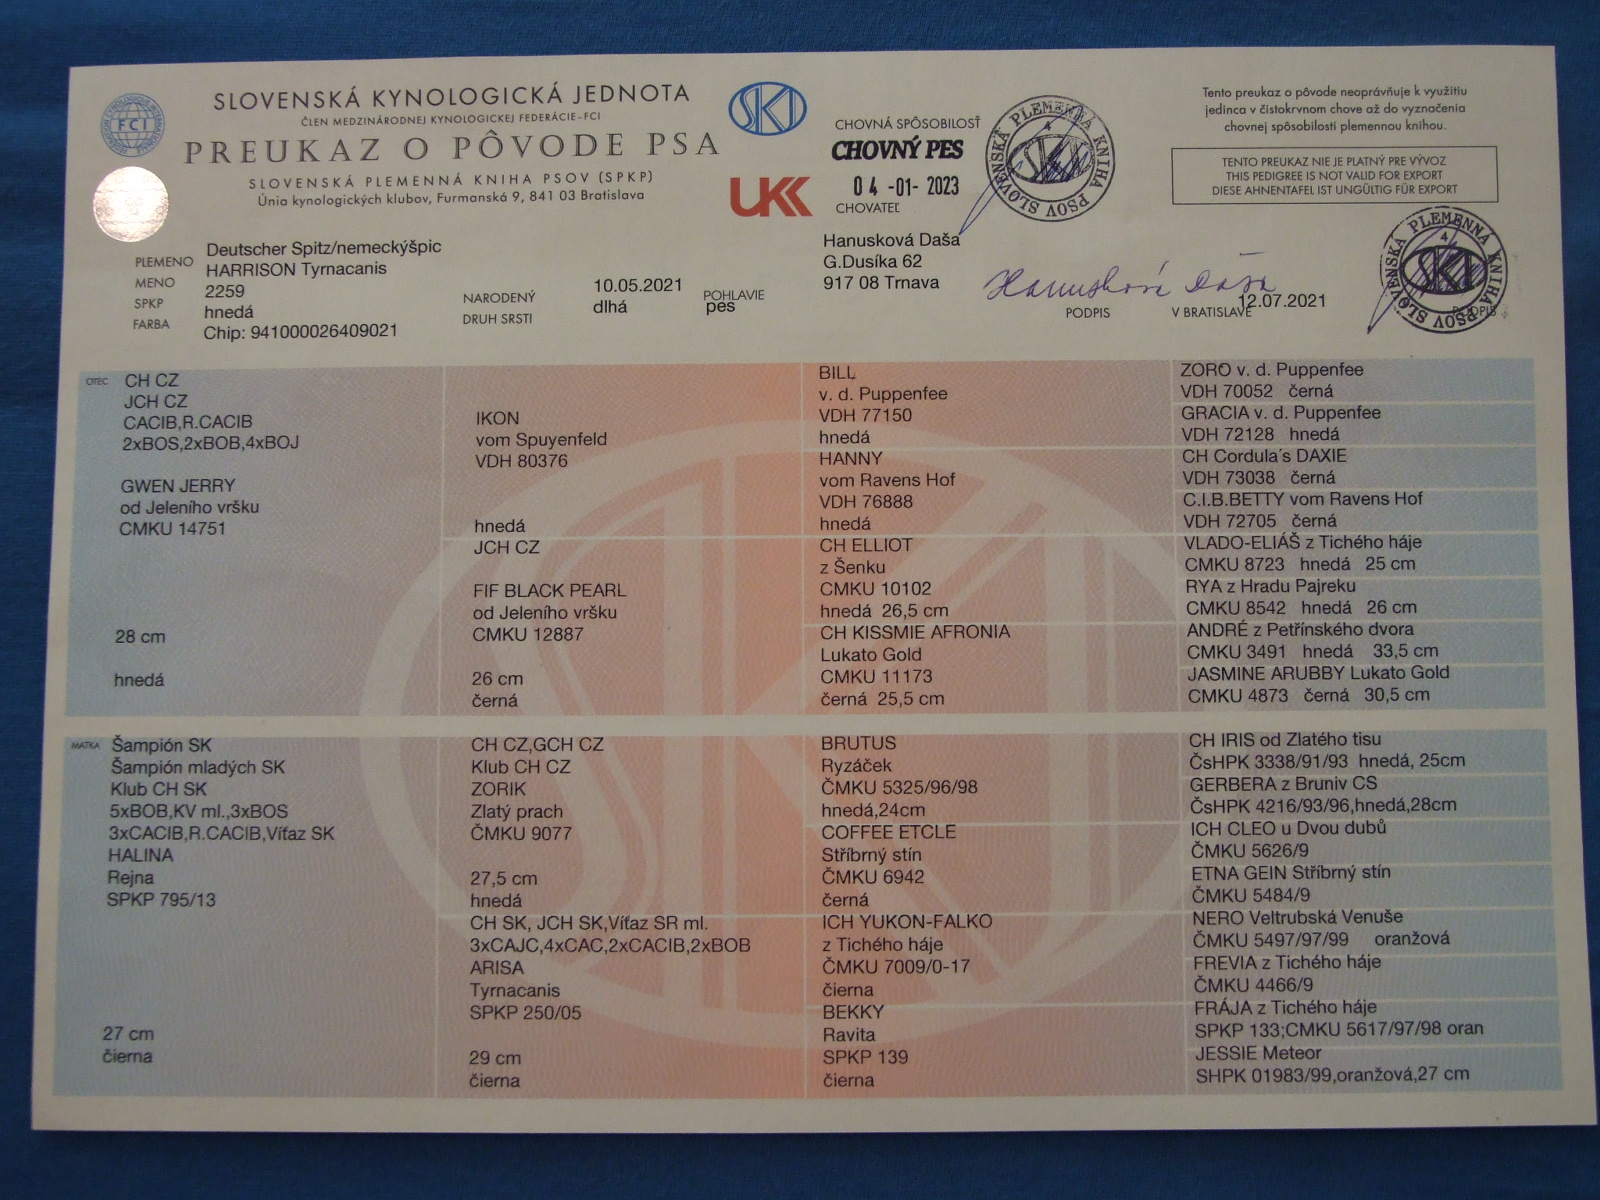 SLOVENSKÁ KYNOLOGICKÁ JEDNOTA
ČLEN MEDZINÁRODNEJ KYNOLOGICKEJ FEDERÁCIE-FCI
PREUKAZ O PÔVODE PSA
SLOVENSKÁ PLEMENNÁ KNIHA PSOV (SPKP)
Únia kynologických klubov, Furmanská 9, 841 03 Bratislava
FCI
SKJ
UKK
CHOVNÁ SPÔSOBILOSŤ
CHOVNÝ PES
04 -01- 2023
CHOVATEĽ
SLOVENSKÁ PLEMENNÁ KNIHA PSOV
4
SKJ
Tento preukaz o pôvode neoprávňuje k využitiu
jedinca v čistokrvnom chove až do vyznačenia
chovnej spôsobilosti plemennou knihou.
TENTO PREUKAZ NIE JE PLATNÝ PRE VÝVOZ
THIS PEDIGREE IS NOT VALID FOR EXPORT
DIESE AHNENTAFEL IST UNGÜLTIG FÜR EXPORT
PLEMENO Deutscher Spitz/nemeckýšpic
MENO HARRISON Tyrnacanis
SPKP 2259
FARBA hnedá
Chip: 941000026409021
NARODENÝ 10.05.2021
DRUH SRSTI dlhá
POHLAVIE pes
Hanusková Daša
G.Dusíka 62
917 08 Trnava
Hanusková Daša
PODPIS
V BRATISLAVE 12.07.2021
SLOVENSKÁ PLEMENNÁ KNIHA PSOV
4
SKJ
PODPIS
OTEC CH CZ
JCH CZ
CACIB,R.CACIB
2xBOS,2xBOB,4xBOJ
GWEN JERRY
od Jeleního vršku
CMKU 14751
28 cm
hnedá
IKON
vom Spuyenfeld
VDH 80376
hnedá
JCH CZ
FIF BLACK PEARL
od Jeleního vršku
CMKU 12887
26 cm
černá
BILL
v. d. Puppenfee
VDH 77150
hnedá
HANNY
vom Ravens Hof
VDH 76888
hnedá
CH ELLIOT
z Šenku
CMKU 10102
hnedá 26,5 cm
CH KISSMIE AFRONIA
Lukato Gold
CMKU 11173
černá 25,5 cm
ZORO v. d. Puppenfee
VDH 70052 černá
GRACIA v. d. Puppenfee
VDH 72128 hnedá
CH Cordula´s DAXIE
VDH 73038 černá
C.I.B.BETTY vom Ravens Hof
VDH 72705 černá
VLADO-ELIÁŠ z Tichého háje
CMKU 8723 hnedá 25 cm
RYA z Hradu Pajreku
CMKU 8542 hnedá 26 cm
ANDRÉ z Petřínského dvora
CMKU 3491 hnedá 33,5 cm
JASMINE ARUBBY Lukato Gold
CMKU 4873 černá 30,5 cm
MATKA Šampión SK
Šampión mladých SK
Klub CH SK
5xBOB,KV ml.,3xBOS
3xCACIB,R.CACIB,Víťaz SK
HALINA
Rejna
SPKP 795/13
27 cm
čierna
CH CZ,GCH CZ
Klub CH CZ
ZORIK
Zlatý prach
ČMKU 9077
27,5 cm
hnedá
CH SK, JCH SK,Víťaz SR ml.
3xCAJC,4xCAC,2xCACIB,2xBOB
ARISA
Tyrnacanis
SPKP 250/05
29 cm
čierna
BRUTUS
Ryzáček
ČMKU 5325/96/98
hnedá,24cm
COFFEE ETCLE
Stříbrný stín
ČMKU 6942
černá
ICH YUKON-FALKO
z Tichého háje
ČMKU 7009/0-17
čierna
BEKKY
Ravita
SPKP 139
čierna
CH IRIS od Zlatého tisu
ČsHPK 3338/91/93 hnedá, 25cm
GERBERA z Bruniv CS
ČsHPK 4216/93/96,hnedá,28cm
ICH CLEO u Dvou dubů
ČMKU 5626/9
ETNA GEIN Stříbrný stín
ČMKU 5484/9
NERO Veltrubská Venuše
ČMKU 5497/97/99 oranžová
FREVIA z Tichého háje
ČMKU 4466/9
FRÁJA z Tichého háje
SPKP 133;CMKU 5617/97/98 oran
JESSIE Meteor
SHPK 01983/99,oranžová,27 cm